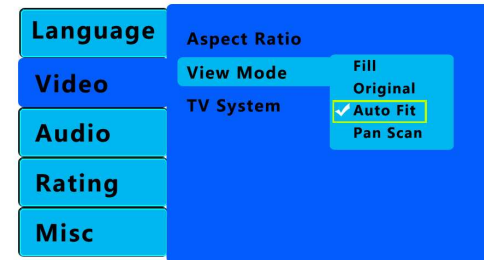 Language
Video
Audio
Rating
Misc
Aspect Ratio
View Mode
TV System
Fill
Original
Auto Fit
Pan Scan